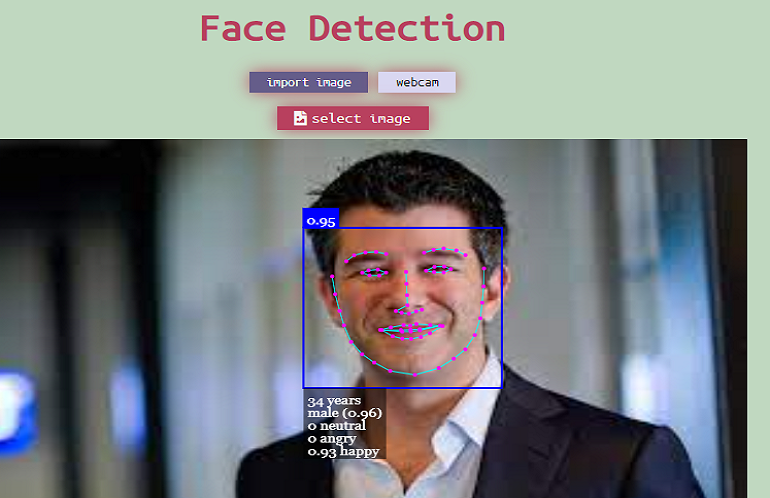 Face Detection
import image
webcam
select image
0.95
34 years
male (0.96)
0 neutral
0 angry
0.93 happy